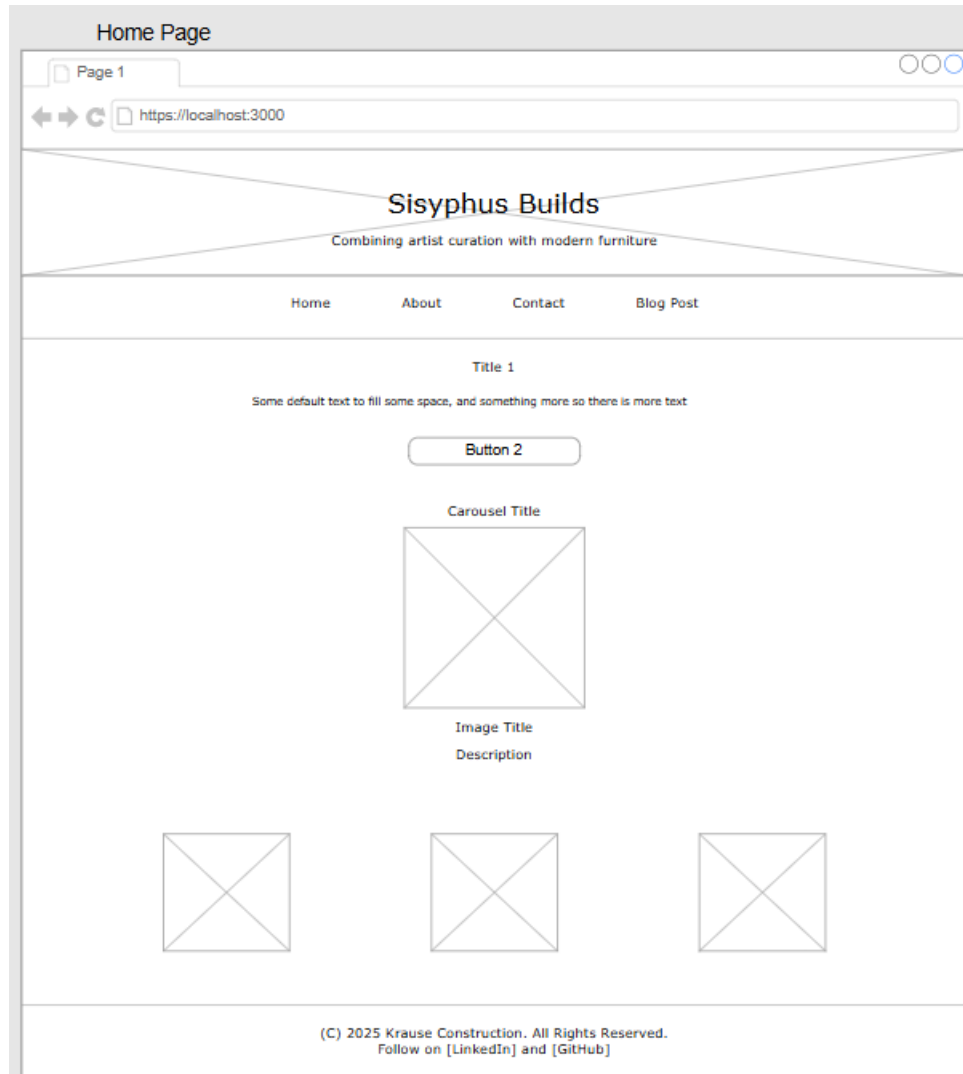 Home Page
Page 1
https://localhost:3000
Sisyphus Builds
Combining artist curation with modern furniture
Home About Contact Blog Post
Title 1
Some default text to fill some space, and something more so there is more text
Button 2
Carousel Title
Image Title
Description
(C) 2025 Krause Construction. All Rights Reserved.
Follow on [LinkedIn] and [GitHub]